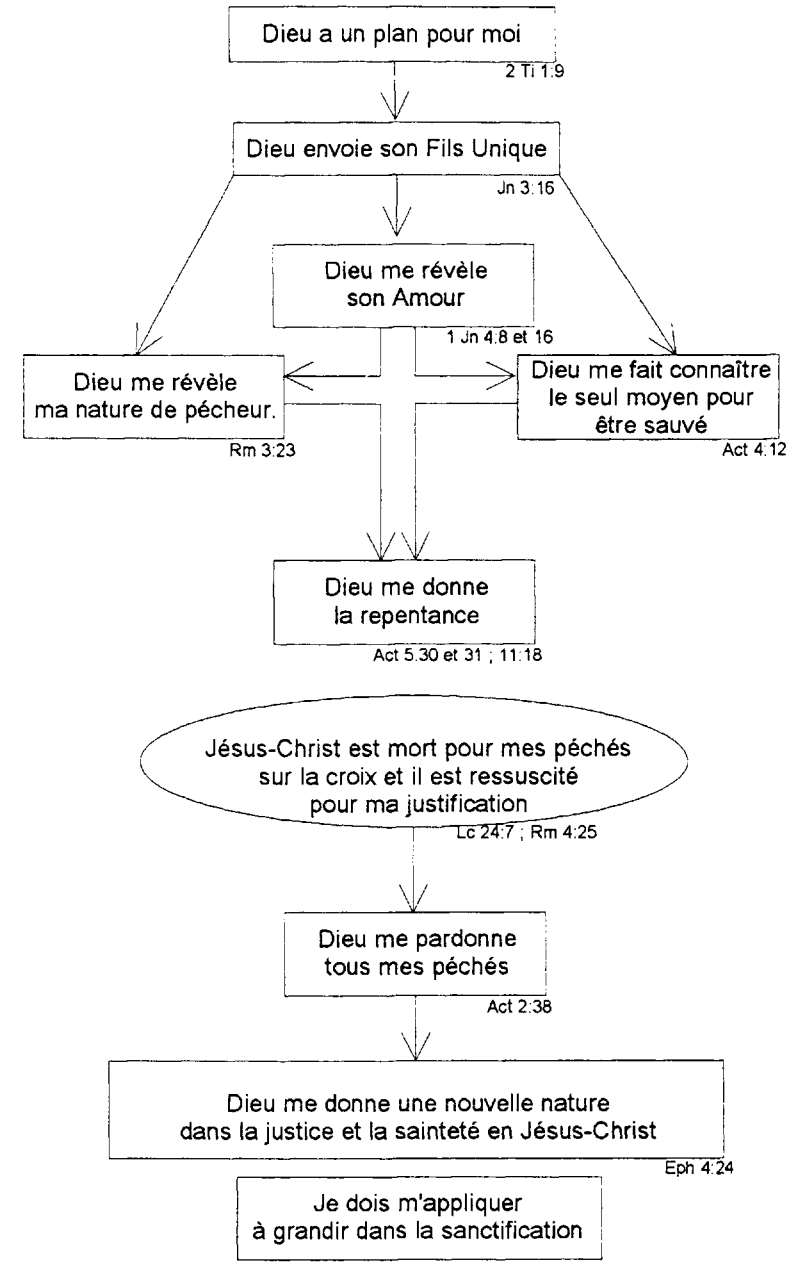 Dieu a un plan pour moi
2 Ti 1:9
Dieu envoie son Fils Unique
Jn 3:16
Dieu me révèle
son Amour
1 Jn 4:8 et 16
Dieu me révèle
ma nature de pécheur.
Rm 3:23
Dieu me fait connaître
le seul moyen pour
être sauvé
Act 4:12
Dieu me donne
la repentance
Act 5.30 et 31 ; 11:18
Jésus-Christ est mort pour mes péchés
sur la croix et il est ressuscité
pour ma justification
Lc 24:7 ; Rm 4:25
Dieu me pardonne
tous mes péchés
Act 2:38
Dieu me donne une nouvelle nature
dans la justice et la sainteté en Jésus-Christ
Eph 4:24
Je dois m'appliquer
à grandir dans la sanctification